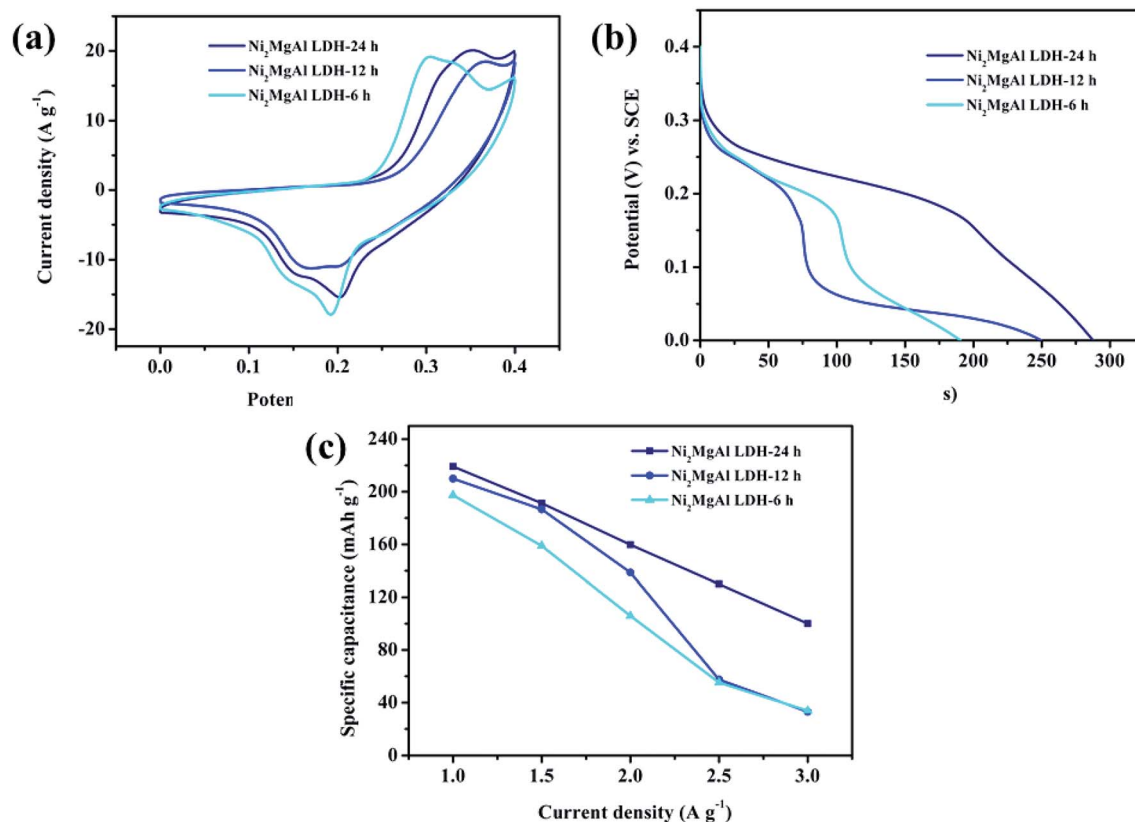 (a)
Ni₂MgAl LDH-24 h
Ni₂MgAl LDH-12 h
Ni₂MgAl LDH-6 h
Current density (A g⁻¹)
20
10
0
-10
-20
0.0 0.1 0.2 0.3 0.4
Poten
(b)
Ni₂MgAl LDH-24 h
Ni₂MgAl LDH-12 h
Ni₂MgAl LDH-6 h
Potential (V) vs. SCE
0.4
0.3
0.2
0.1
0.0
0 50 100 150 200 250 300
s)
(c)
Ni₂MgAl LDH-24 h
Ni₂MgAl LDH-12 h
Ni₂MgAl LDH-6 h
Specific capacitance (mAh g⁻¹)
240
200
160
120
80
40
0
1.0 1.5 2.0 2.5 3.0
Current density (A g⁻¹)